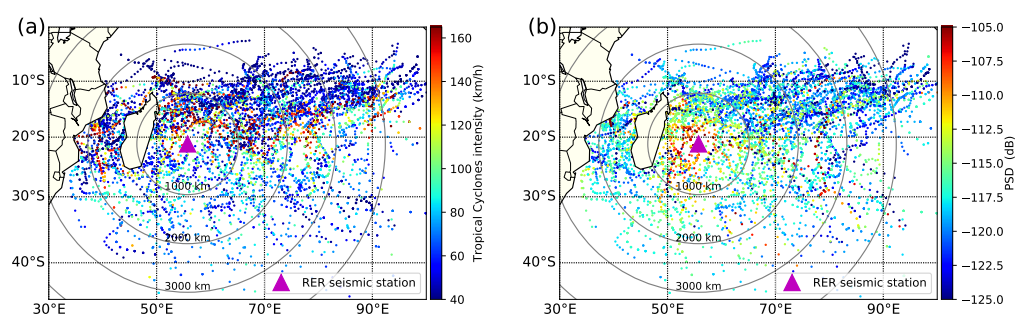 (a)
10°S
20°S
30°S
40°S
30°E
50°E
70°E
90°E
1000 km
2000 km
3000 km
RER seismic station
160
140
120
100
80
60
40
Tropical Cyclones intensity (km/h)
(b)
10°S
20°S
30°S
40°S
30°E
50°E
70°E
90°E
1000 km
2000 km
3000 km
RER seismic station
−105.0
−107.5
−110.0
−112.5
−115.0
−117.5
−120.0
−122.5
−125.0
PSD (dB)